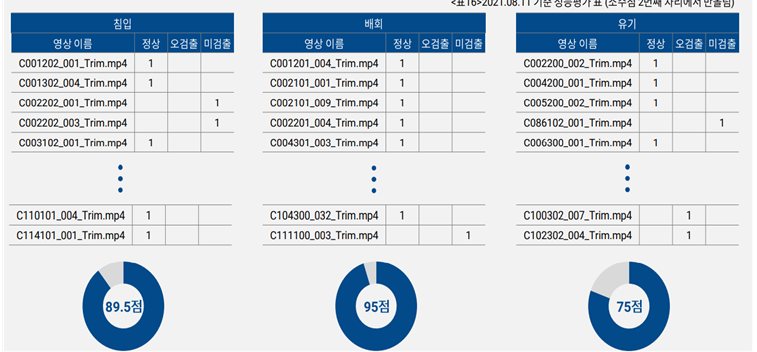 <표16>2021.08.11 기준 성능평가 표 (소수점 2번째 자리에서 반올림)
침입
영상 이름 정상 오검출 미검출
C001202_001_Trim.mp4 1
C001302_004_Trim.mp4 1
C002202_001_Trim.mp4 1
C002202_003_Trim.mp4 1
C003102_001_Trim.mp4 1
C110101_004_Trim.mp4 1
C114101_001_Trim.mp4 1
89.5점
배회
영상 이름 정상 오검출 미검출
C001201_004_Trim.mp4 1
C002101_001_Trim.mp4 1
C002101_009_Trim.mp4 1
C002201_004_Trim.mp4 1
C004301_003_Trim.mp4 1
C104300_032_Trim.mp4 1
C111100_003_Trim.mp4 1
95점
유기
영상 이름 정상 오검출 미검출
C002200_002_Trim.mp4 1
C004200_001_Trim.mp4 1
C005200_002_Trim.mp4 1
C086102_001_Trim.mp4 1
C006300_001_Trim.mp4 1
C100302_007_Trim.mp4 1
C102302_004_Trim.mp4 1
75점